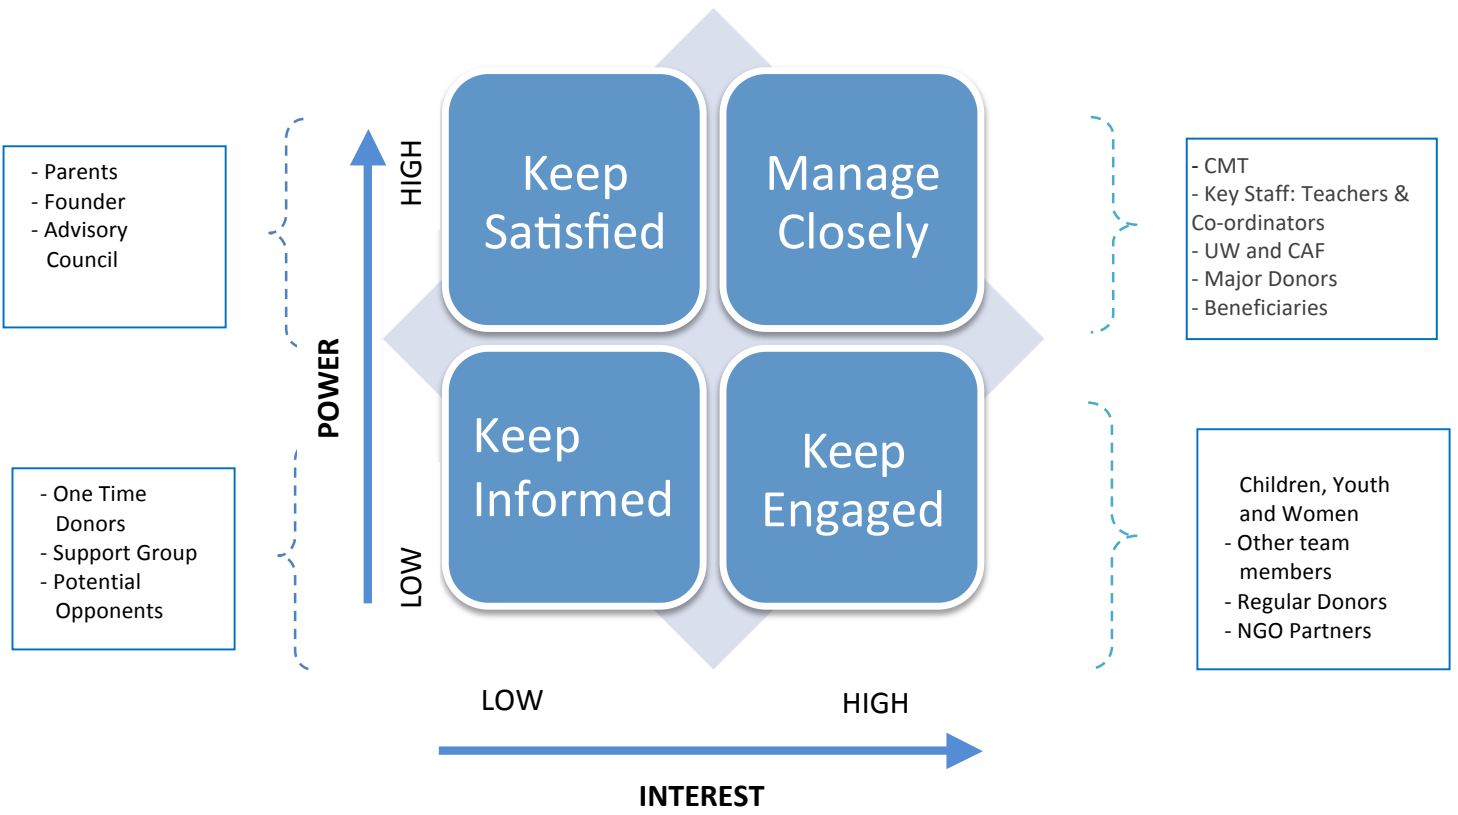 - Parents
- Founder
- Advisory
Council
HIGH
Keep
Satisfied
Manage
Closely
- CMT
- Key Staff: Teachers &
Co-ordinators
- UW and CAF
- Major Donors
- Beneficiaries
POWER
- One Time
Donors
- Support Group
- Potential
Opponents
LOW
Keep
Informed
Keep
Engaged
Children, Youth
and Women
- Other team
members
- Regular Donors
- NGO Partners
LOW
HIGH
INTEREST